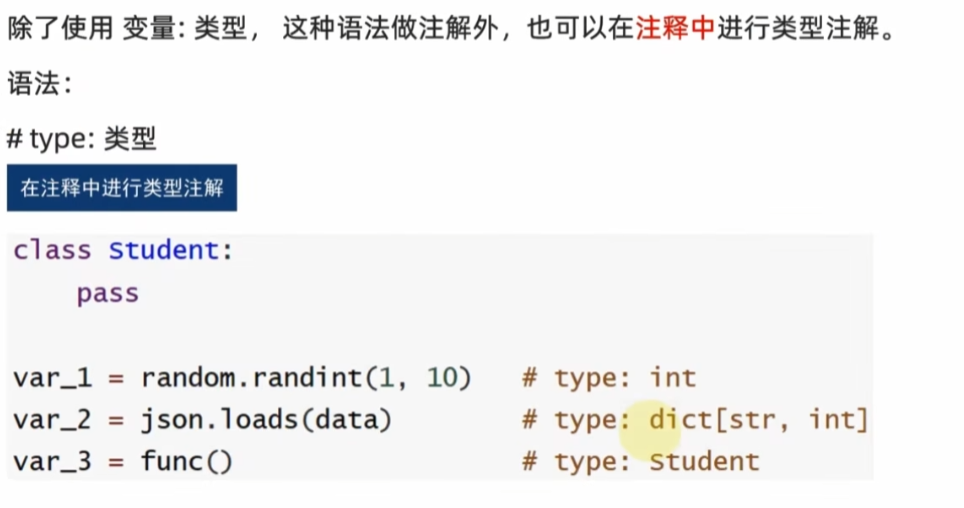 除了使用 变量: 类型， 这种语法做注解外，也可以在注释中进行类型注解。
语法：
# type: 类型
在注释中进行类型注解
class Student:
    pass
var_1 = random.randint(1, 10)   # type: int
var_2 = json.loads(data)        # type: dict[str, int]
var_3 = func()                  # type: Student